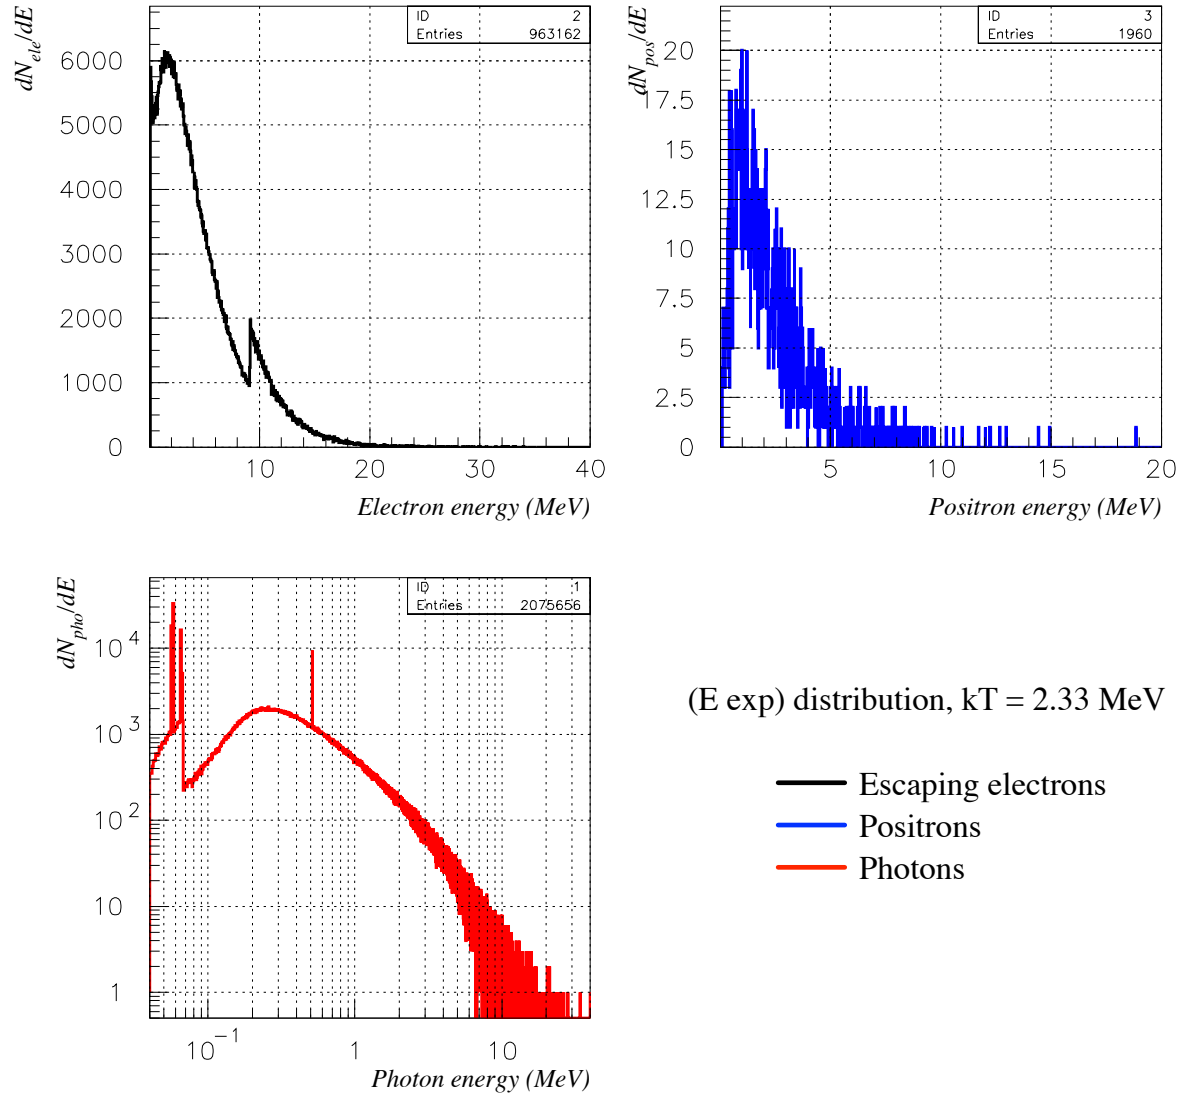 ID 2
Entries 963162
dN_ele/dE
6000
5000
4000
3000
2000
1000
0
10 20 30 40
Electron energy (MeV)
ID 3
Entries 1960
dN_pos/dE
20
17.5
15
12.5
10
7.5
5
2.5
0
5 10 15 20
Positron energy (MeV)
ID 1
Entries 2075656
dN_pho/dE
10^4
10^3
10^2
10
1
10^-1 1 10
Photon energy (MeV)
(E exp) distribution, kT = 2.33 MeV
Escaping electrons
Positrons
Photons